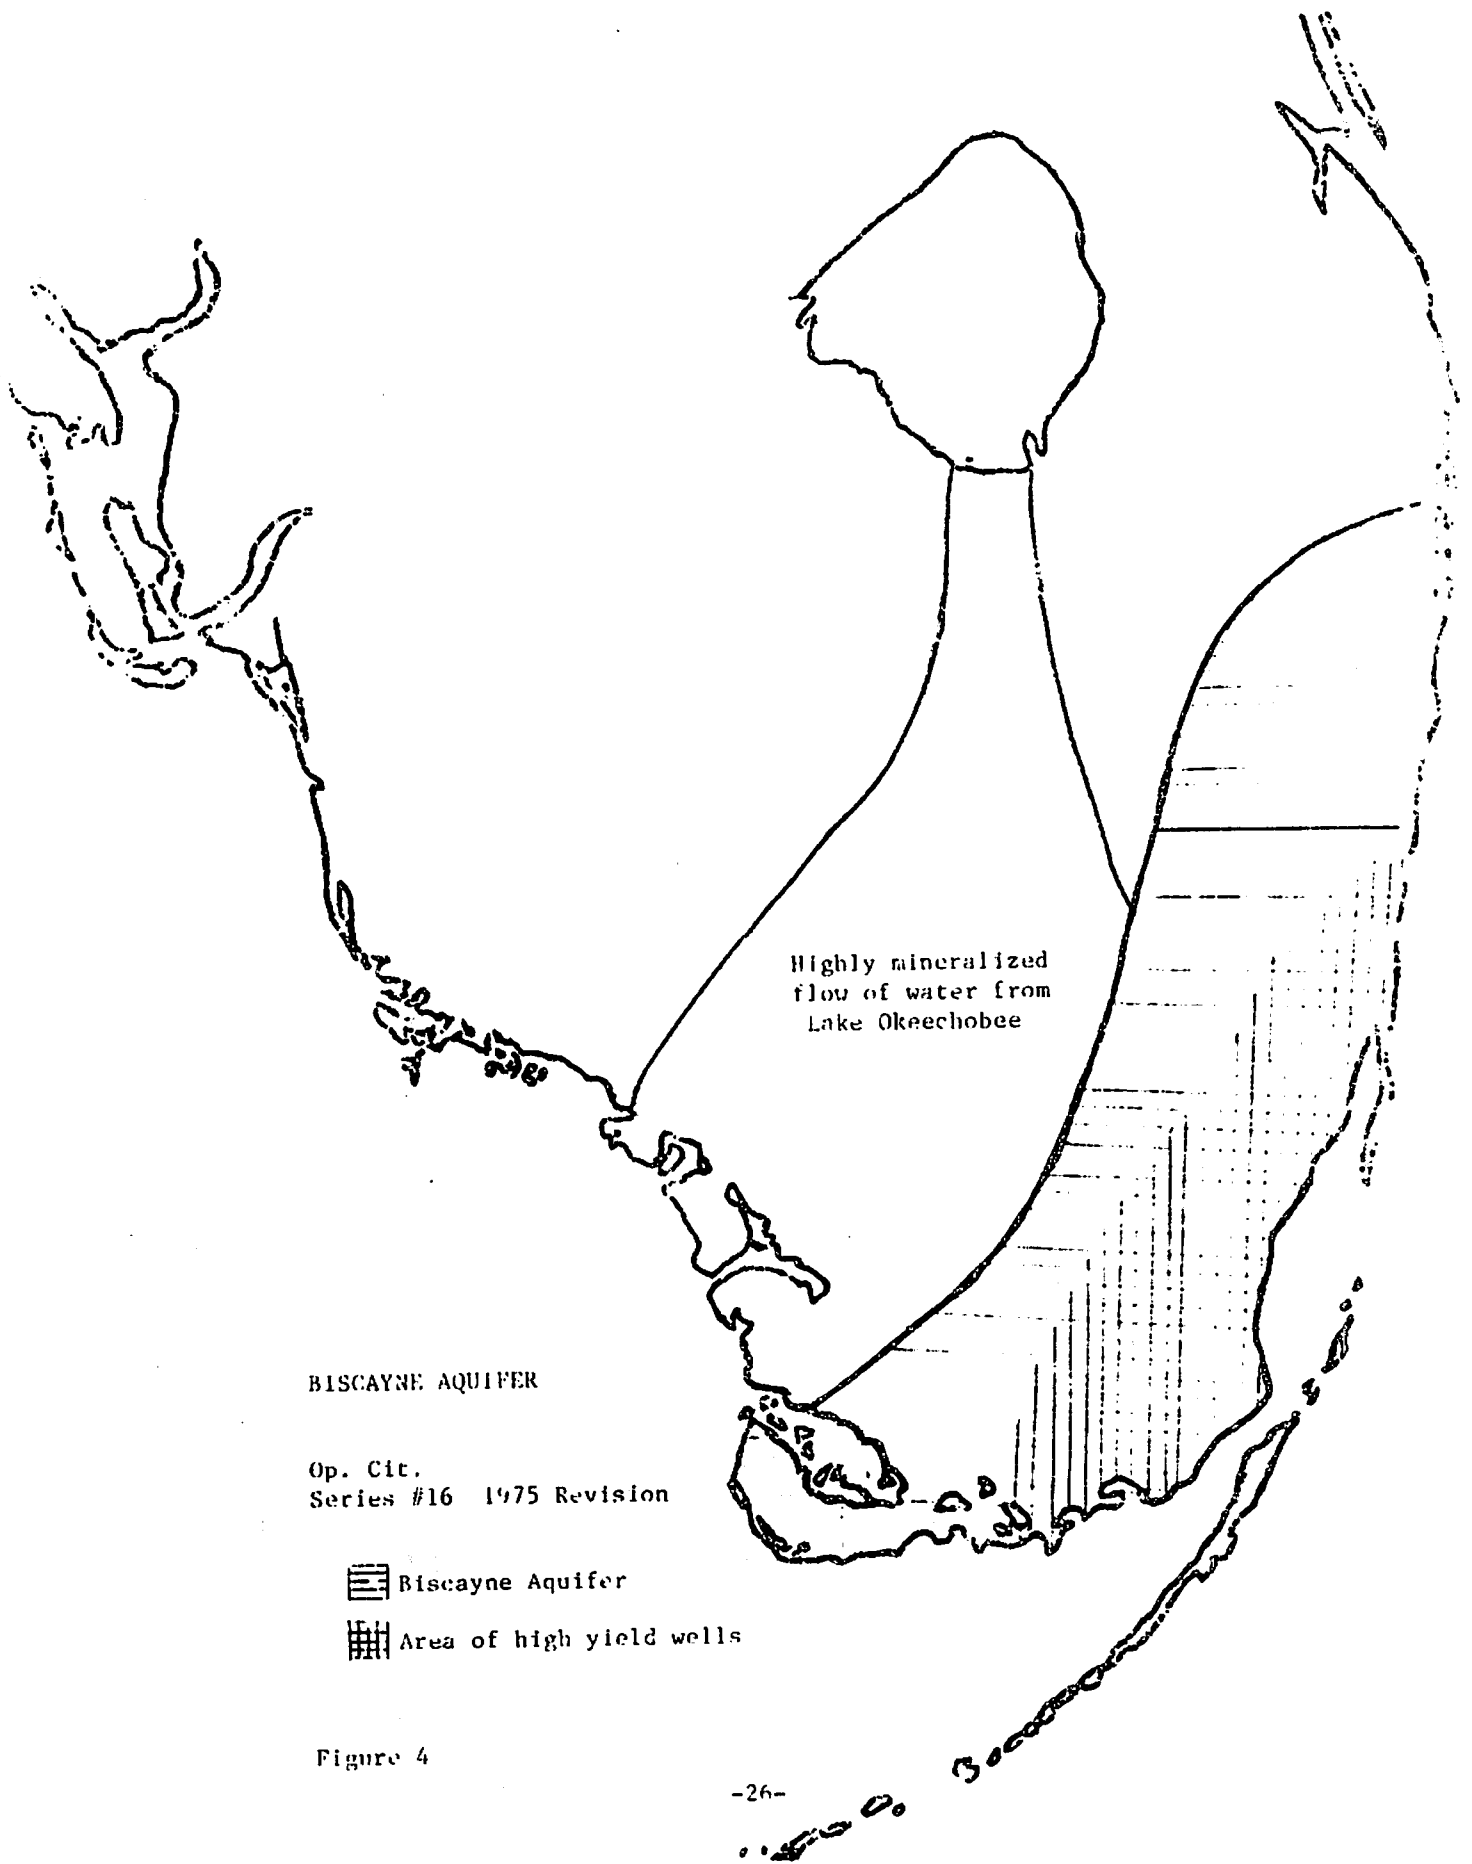 Highly mineralized
flow of water from
Lake Okeechobee
BISCAYNE AQUIFER
Op. Cit.
Series #16 1975 Revision
Biscayne Aquifer
Area of high yield wells
Figure 4
-26-